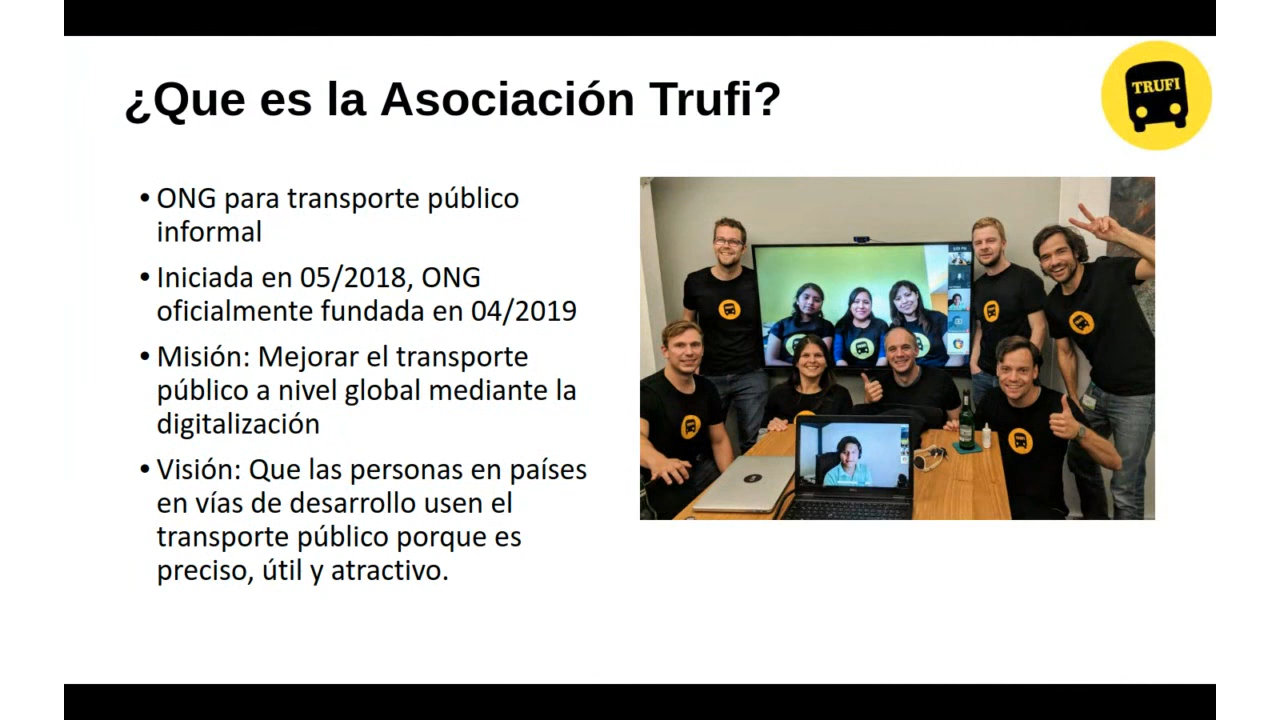 ¿Que es la Asociación Trufi?
TRUFI
• ONG para transporte público
informal
• Iniciada en 05/2018, ONG
oficialmente fundada en 04/2019
• Misión: Mejorar el transporte
público a nivel global mediante la
digitalización
• Visión: Que las personas en países
en vías de desarrollo usen el
transporte público porque es
preciso, útil y atractivo.